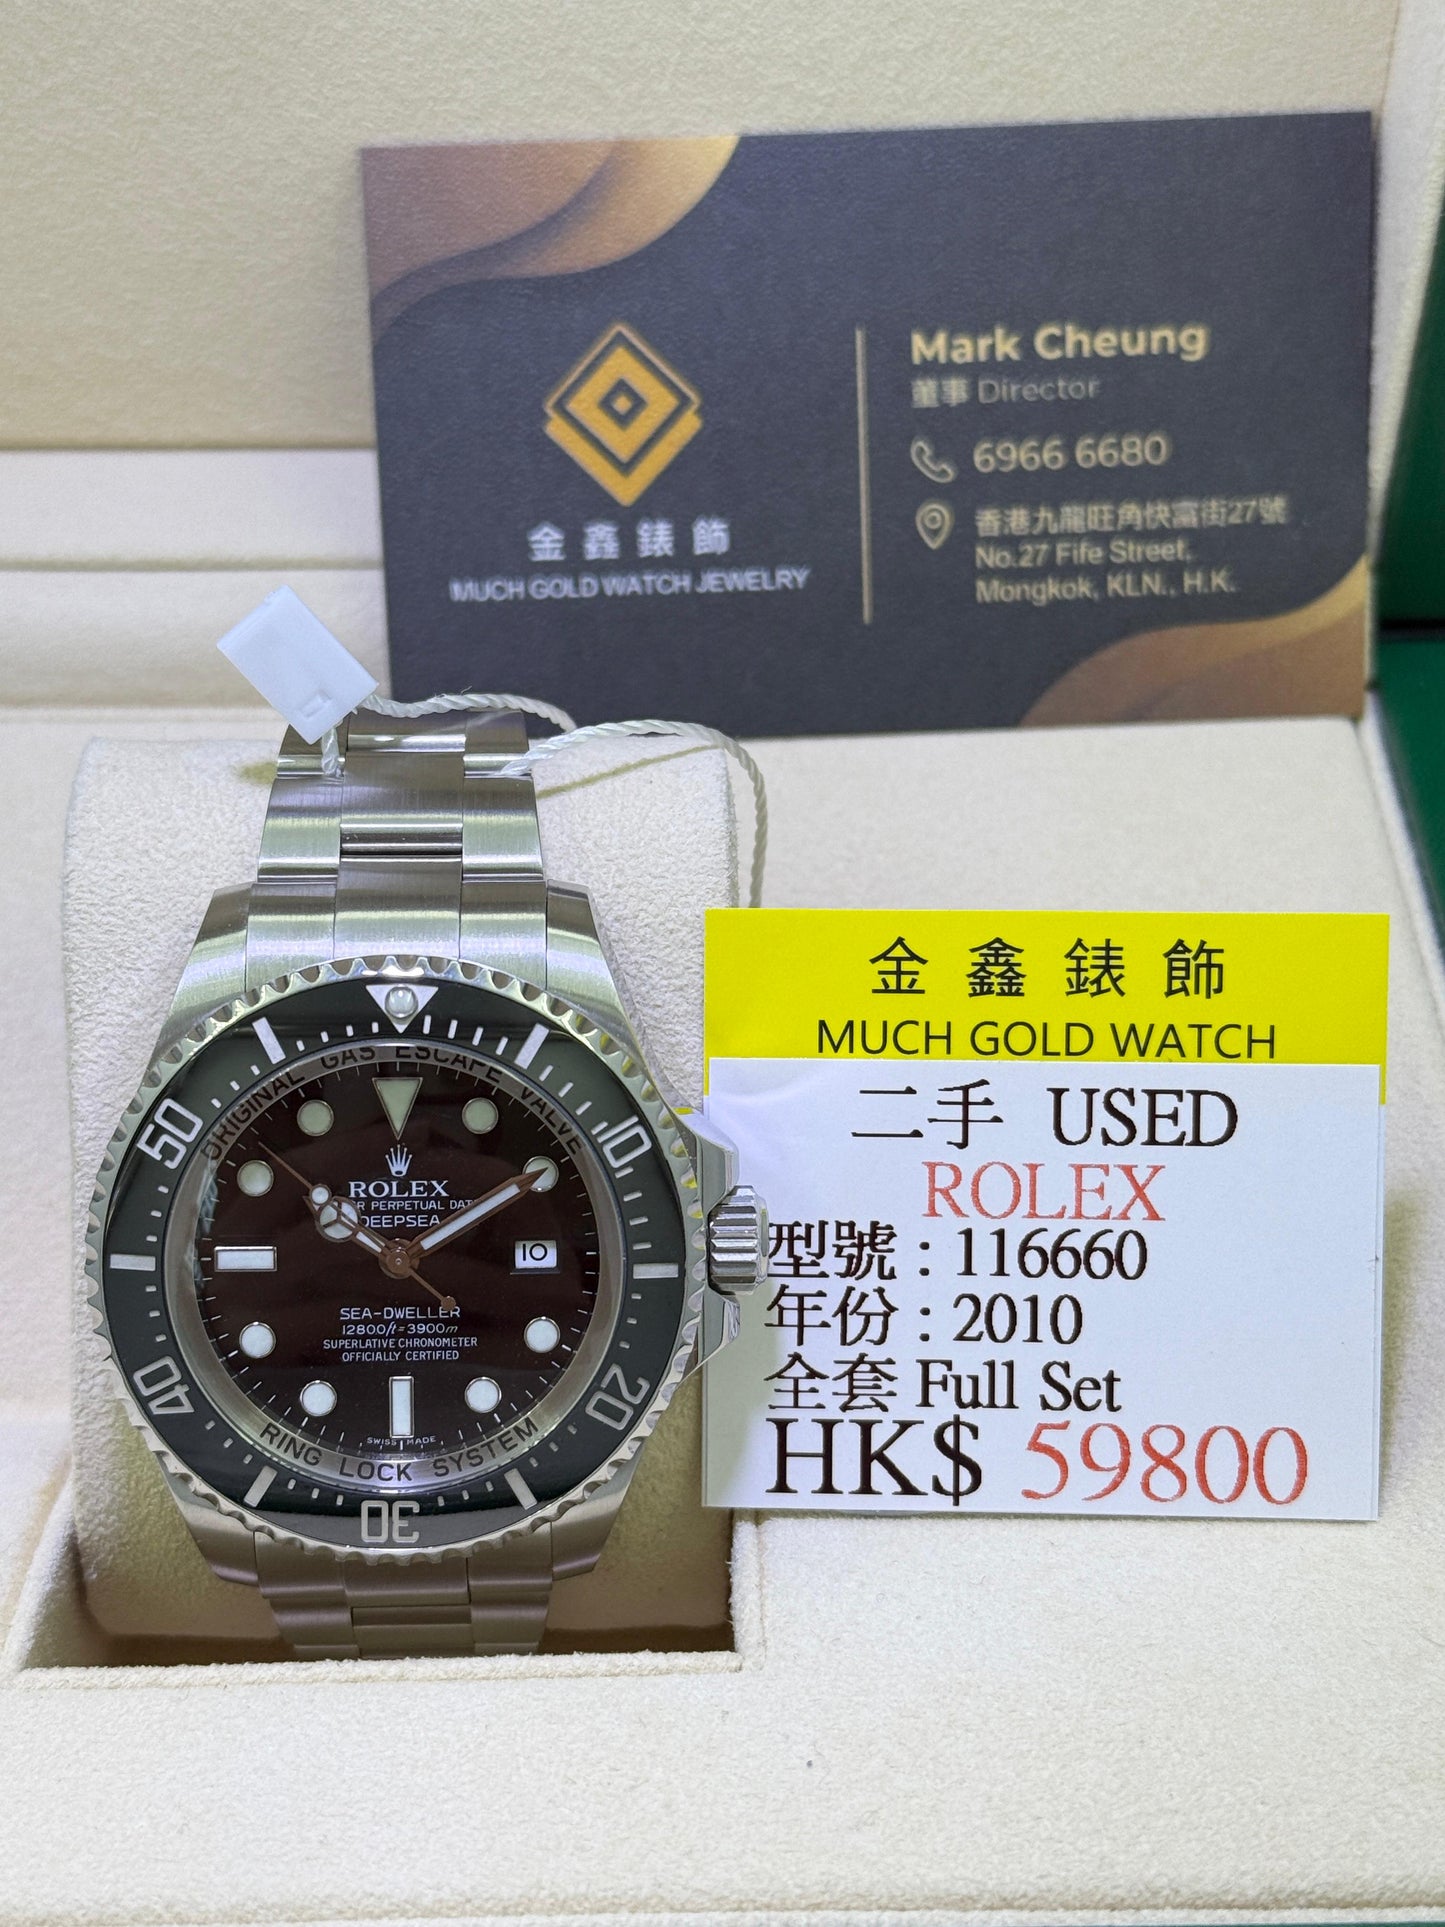 Mark Cheung
董事 Director
6966 6680
香港九龍旺角快富街27號
No.27 Fife Street,
Mongkok, KLN., H.K.
金鑫錶飾
MUCH GOLD WATCH JEWELRY
金鑫錶飾
MUCH GOLD WATCH
二手 USED
ROLEX
型號 : 116660
年份 : 2010
全套 Full Set
HK$ 59800
ORIGINAL GAS ESCAPE VALVE
50
10
ROLEX
PERPETUAL DAT
DEEPSEA
10
SEA-DWELLER
12800ft=3900m
SUPERLATIVE CHRONOMETER
OFFICIALLY CERTIFIED
40
20
SWISS MADE
RING LOCK SYSTEM
30